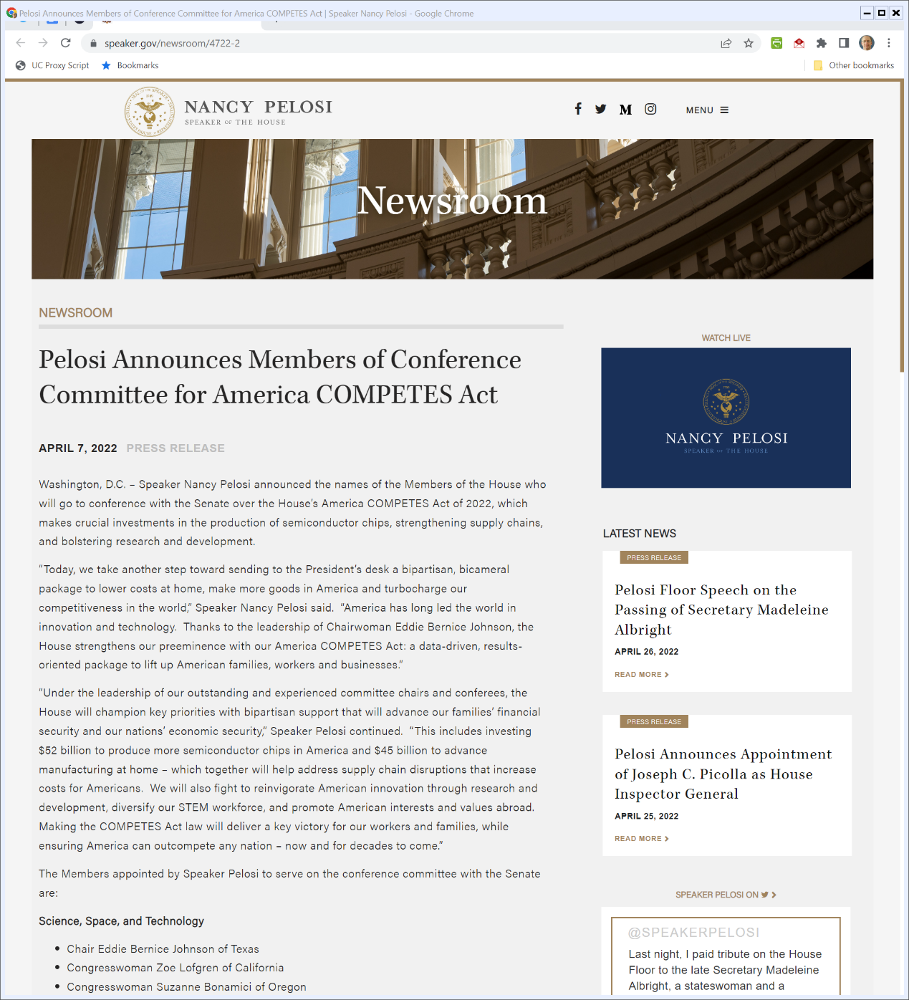 Pelosi Announces Members of Conference Committee for America COMPETES Act | Speaker Nancy Pelosi - Google Chrome
speaker.gov/newsroom/4722-2
UC Proxy Script
Bookmarks
Other bookmarks
NANCY PELOSI
SPEAKER OF THE HOUSE
MENU
Newsroom
NEWSROOM
Pelosi Announces Members of Conference
Committee for America COMPETES Act
APRIL 7, 2022 PRESS RELEASE
Washington, D.C. – Speaker Nancy Pelosi announced the names of the Members of the House who
will go to conference with the Senate over the House's America COMPETES Act of 2022, which
makes crucial investments in the production of semiconductor chips, strengthening supply chains,
and bolstering research and development.
“Today, we take another step toward sending to the President's desk a bipartisan, bicameral
package to lower costs at home, make more goods in America and turbocharge our
competitiveness in the world,” Speaker Nancy Pelosi said.  “America has long led the world in
innovation and technology.  Thanks to the leadership of Chairwoman Eddie Bernice Johnson, the
House strengthens our preeminence with our America COMPETES Act: a data-driven, results-
oriented package to lift up American families, workers and businesses.”
“Under the leadership of our outstanding and experienced committee chairs and conferees, the
House will champion key priorities with bipartisan support that will advance our families’ financial
security and our nations’ economic security,” Speaker Pelosi continued.  “This includes investing
$52 billion to produce more semiconductor chips in America and $45 billion to advance
manufacturing at home – which together will help address supply chain disruptions that increase
costs for Americans.  We will also fight to reinvigorate American innovation through research and
development, diversify our STEM workforce, and promote American interests and values abroad.
Making the COMPETES Act law will deliver a key victory for our workers and families, while
ensuring America can outcompete any nation – now and for decades to come.”
The Members appointed by Speaker Pelosi to serve on the conference committee with the Senate
are:
Science, Space, and Technology
• Chair Eddie Bernice Johnson of Texas
• Congresswoman Zoe Lofgren of California
• Congresswoman Suzanne Bonamici of Oregon
WATCH LIVE
NANCY PELOSI
SPEAKER OF THE HOUSE
LATEST NEWS
PRESS RELEASE
Pelosi Floor Speech on the
Passing of Secretary Madeleine
Albright
APRIL 26, 2022
READ MORE
PRESS RELEASE
Pelosi Announces Appointment
of Joseph C. Picolla as House
Inspector General
APRIL 25, 2022
READ MORE
SPEAKER PELOSI ON
@SPEAKERPELOSI
Last night, I paid tribute on the House
Floor to the late Secretary Madeleine
Albright, a stateswoman and a